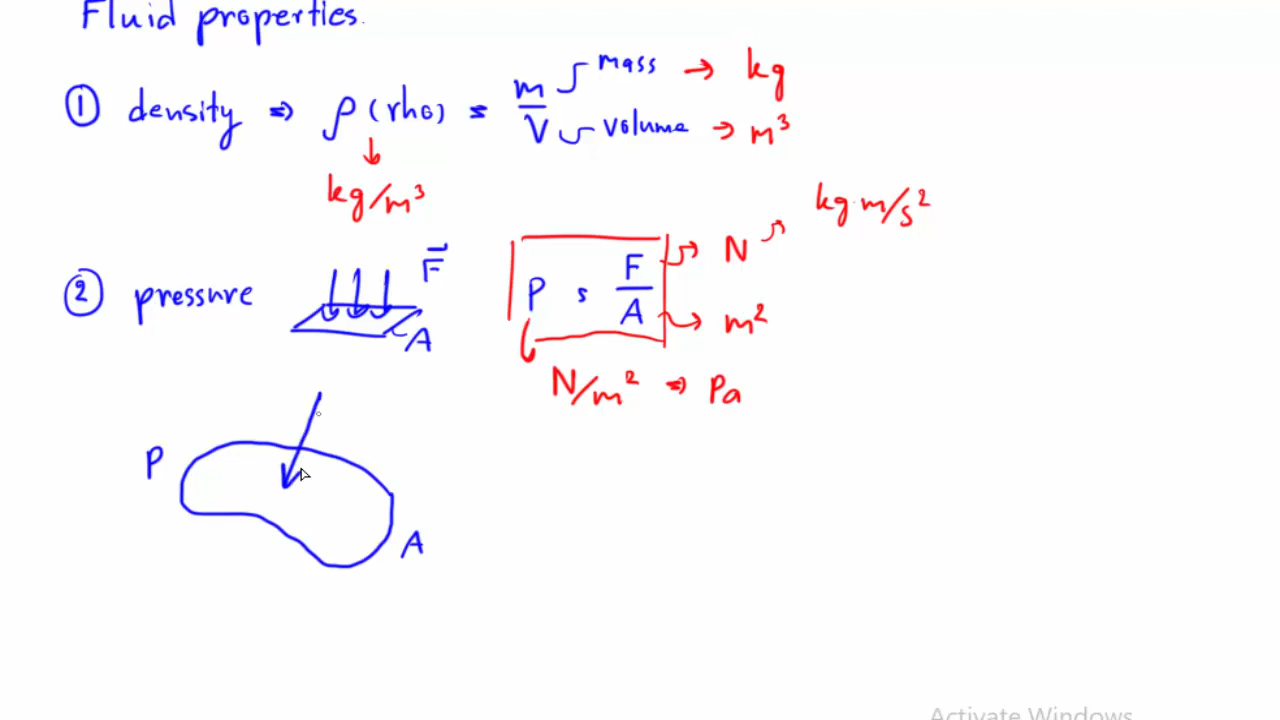 Fluid properties.
① density ⇒ ρ (rho) = m/V
mass → kg
volume → m³
kg/m³
② pressure
F⃗
A
P = F/A
N
kg·m/s²
m²
N/m² ⇒ Pa
P
A
Activate Windows